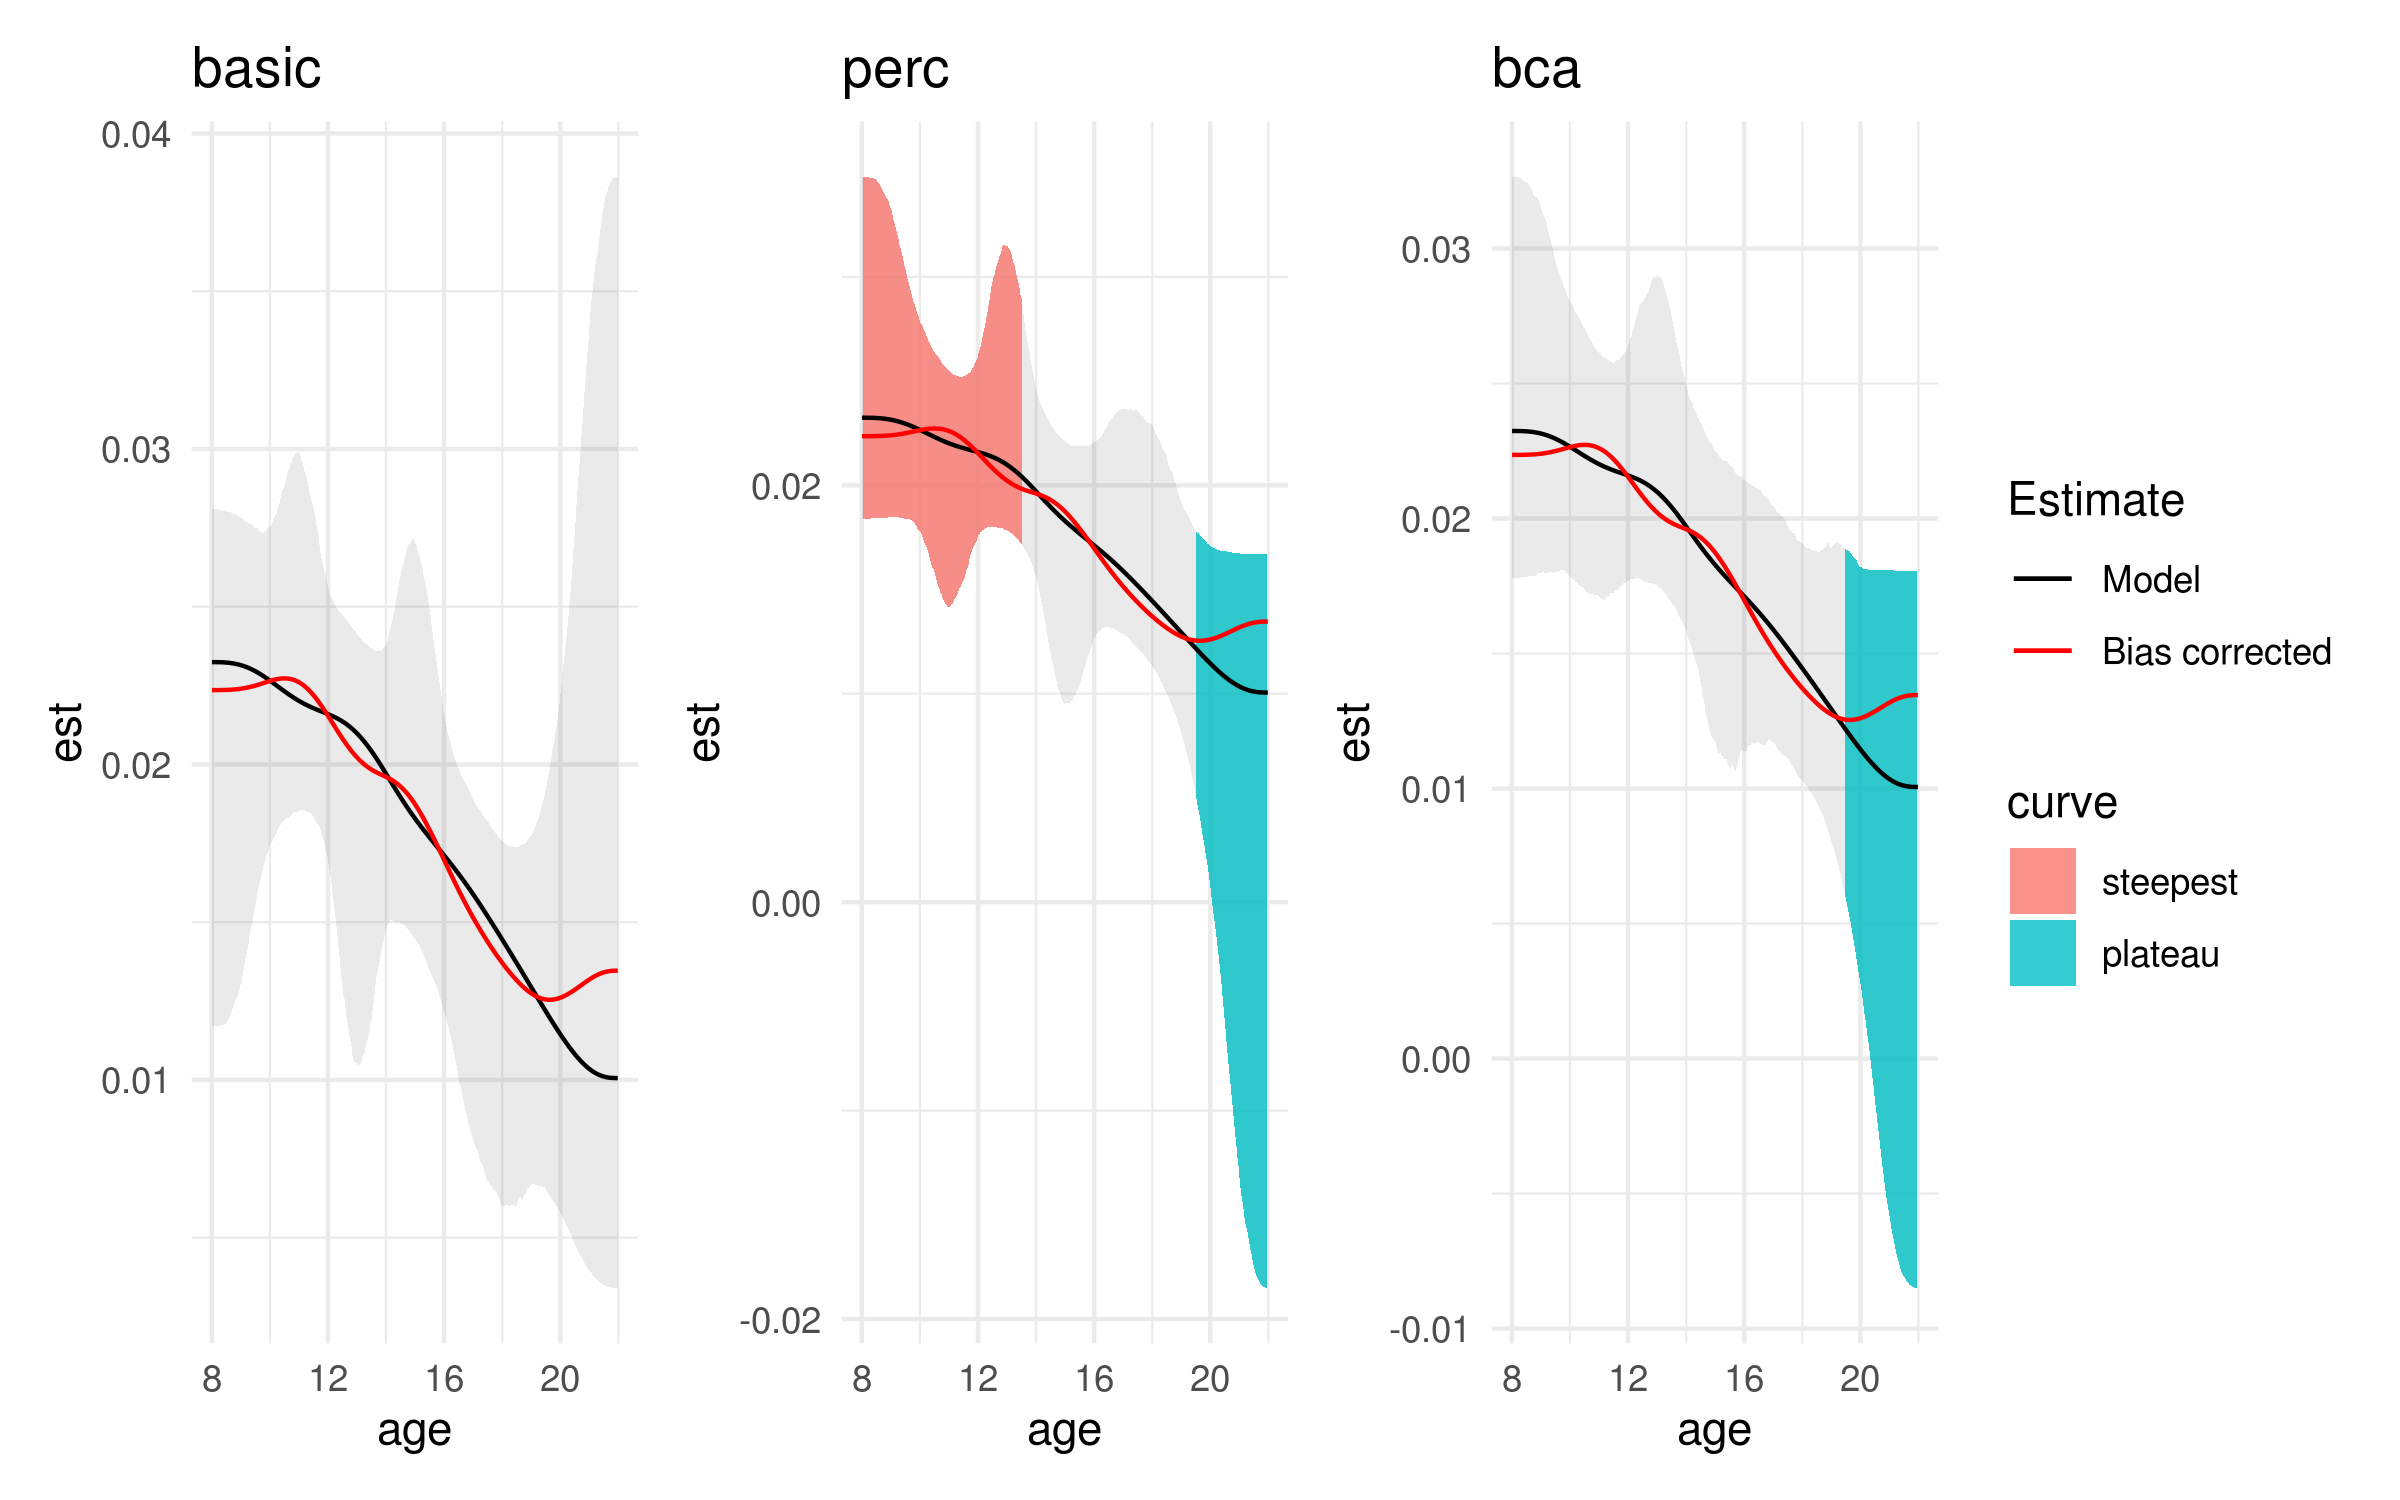 basic
0.04
0.03
0.02
0.01
est
8 12 16 20
age
perc
0.02
0.00
-0.02
est
8 12 16 20
age
bca
0.03
0.02
0.01
0.00
-0.01
est
8 12 16 20
age
Estimate
Model
Bias corrected
curve
steepest
plateau